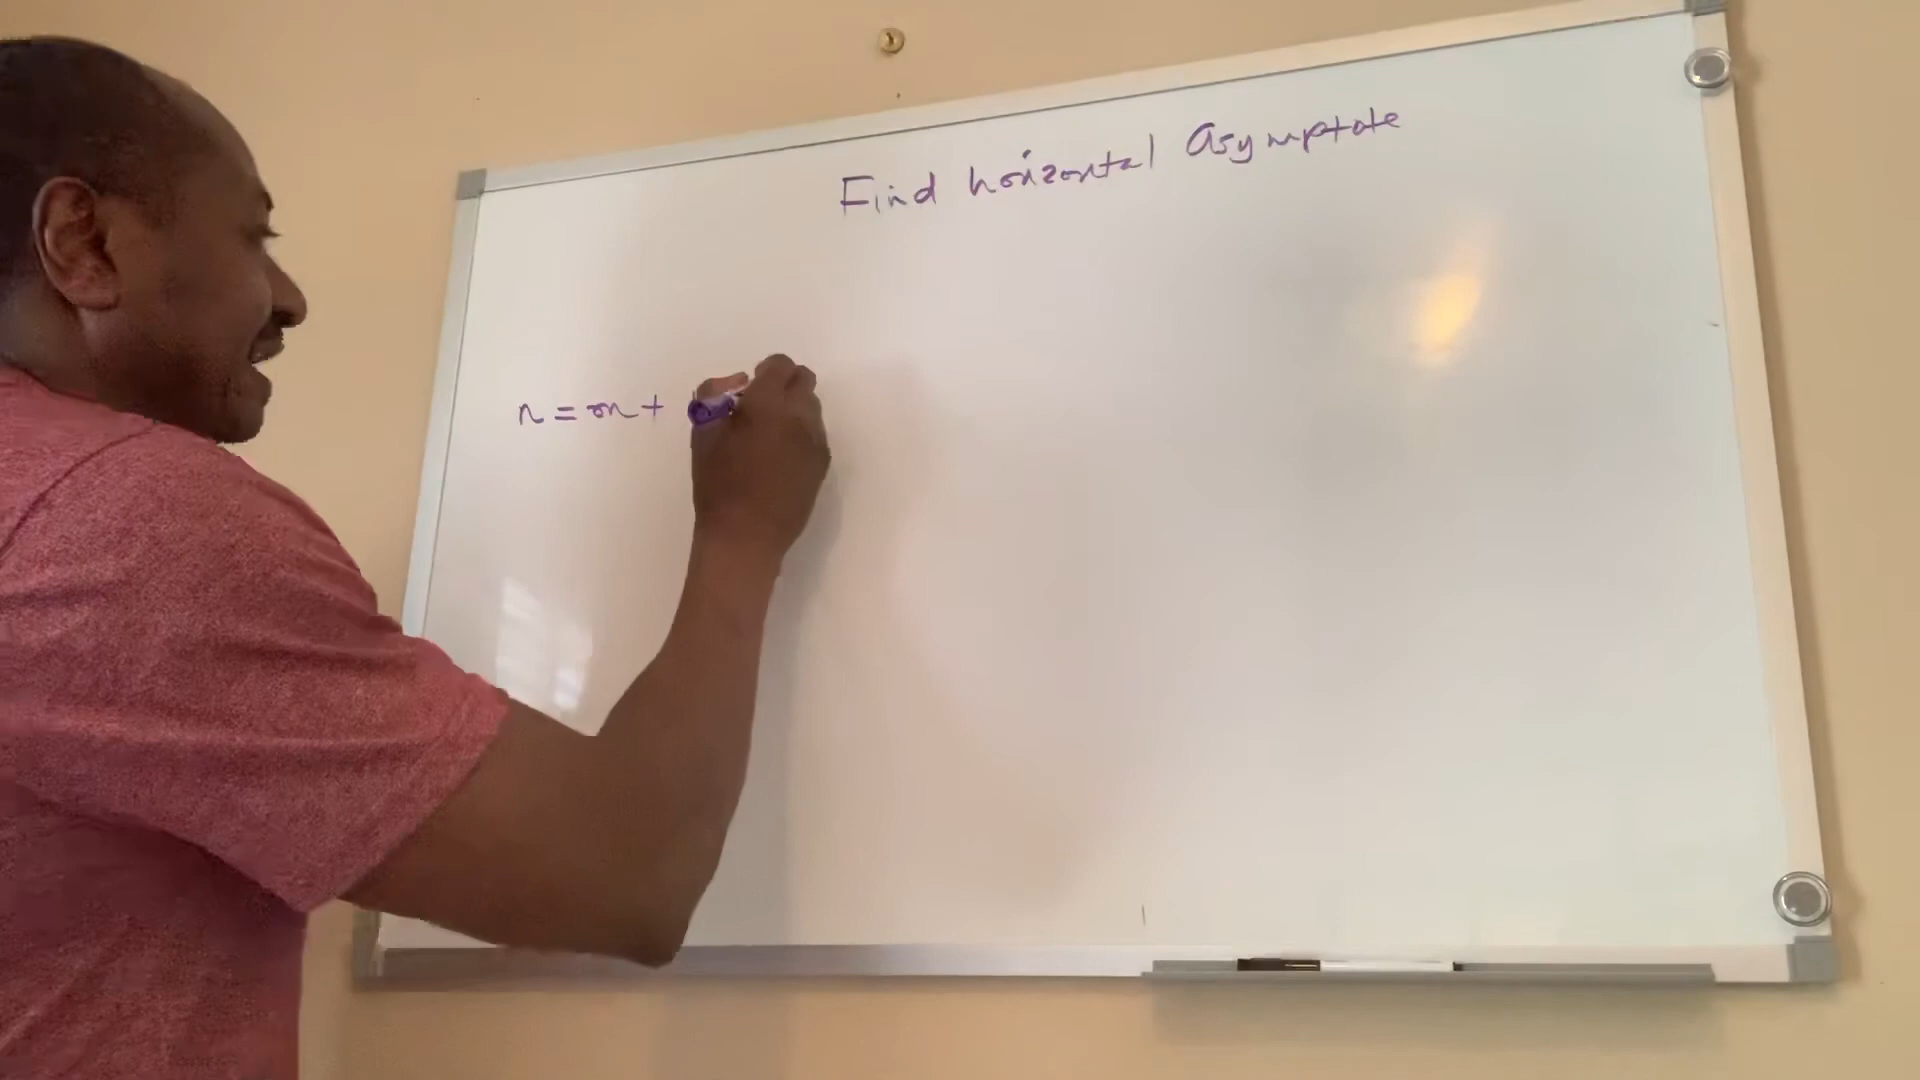 Find horizontal Asymptote
n = m +